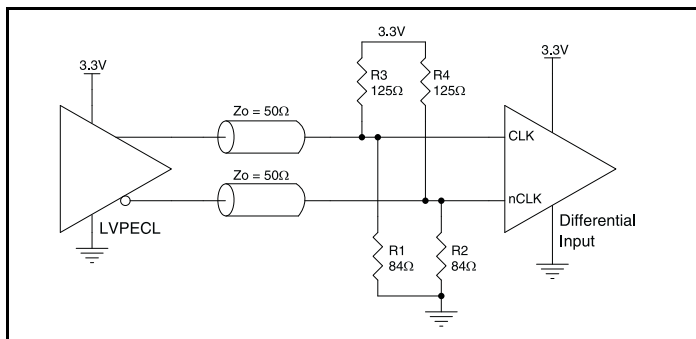 3.3V
3.3V
3.3V
R3
125Ω
R4
125Ω
Zo = 50Ω
CLK
Zo = 50Ω
nCLK
LVPECL
Differential
Input
R1
84Ω
R2
84Ω